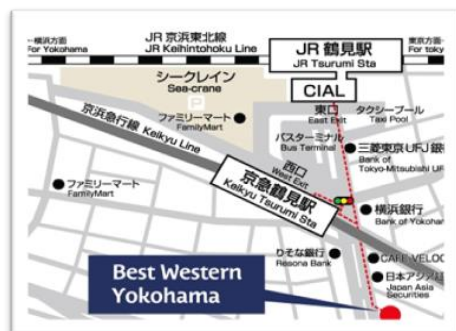 ←横浜方面
For Yokohama
JR 京浜東北線
JR Keihintohoku Line
JR 鶴見駅
JR Tsurumi Sta
東京方面→
For tokyo
シークレイン
Sea-crane
P
CIAL
東口
East Exit
タクシープール
Taxi Pool
京浜急行線 Keikyu Line
ファミリーマート
FamilyMart
バスターミナル
Bus Terminal
三菱東京UFJ銀
Bank of
Tokyo-Mitsubishi UF
西口
West Exit
ファミリーマート
FamilyMart
京急鶴見駅
Keikyu Tsurumi Sta
横浜銀行
Bank of Yokoham
りそな銀行
Resona Bank
CAFE VELOC
日本アジア
Japan Asia
Securities
Best Western
Yokohama